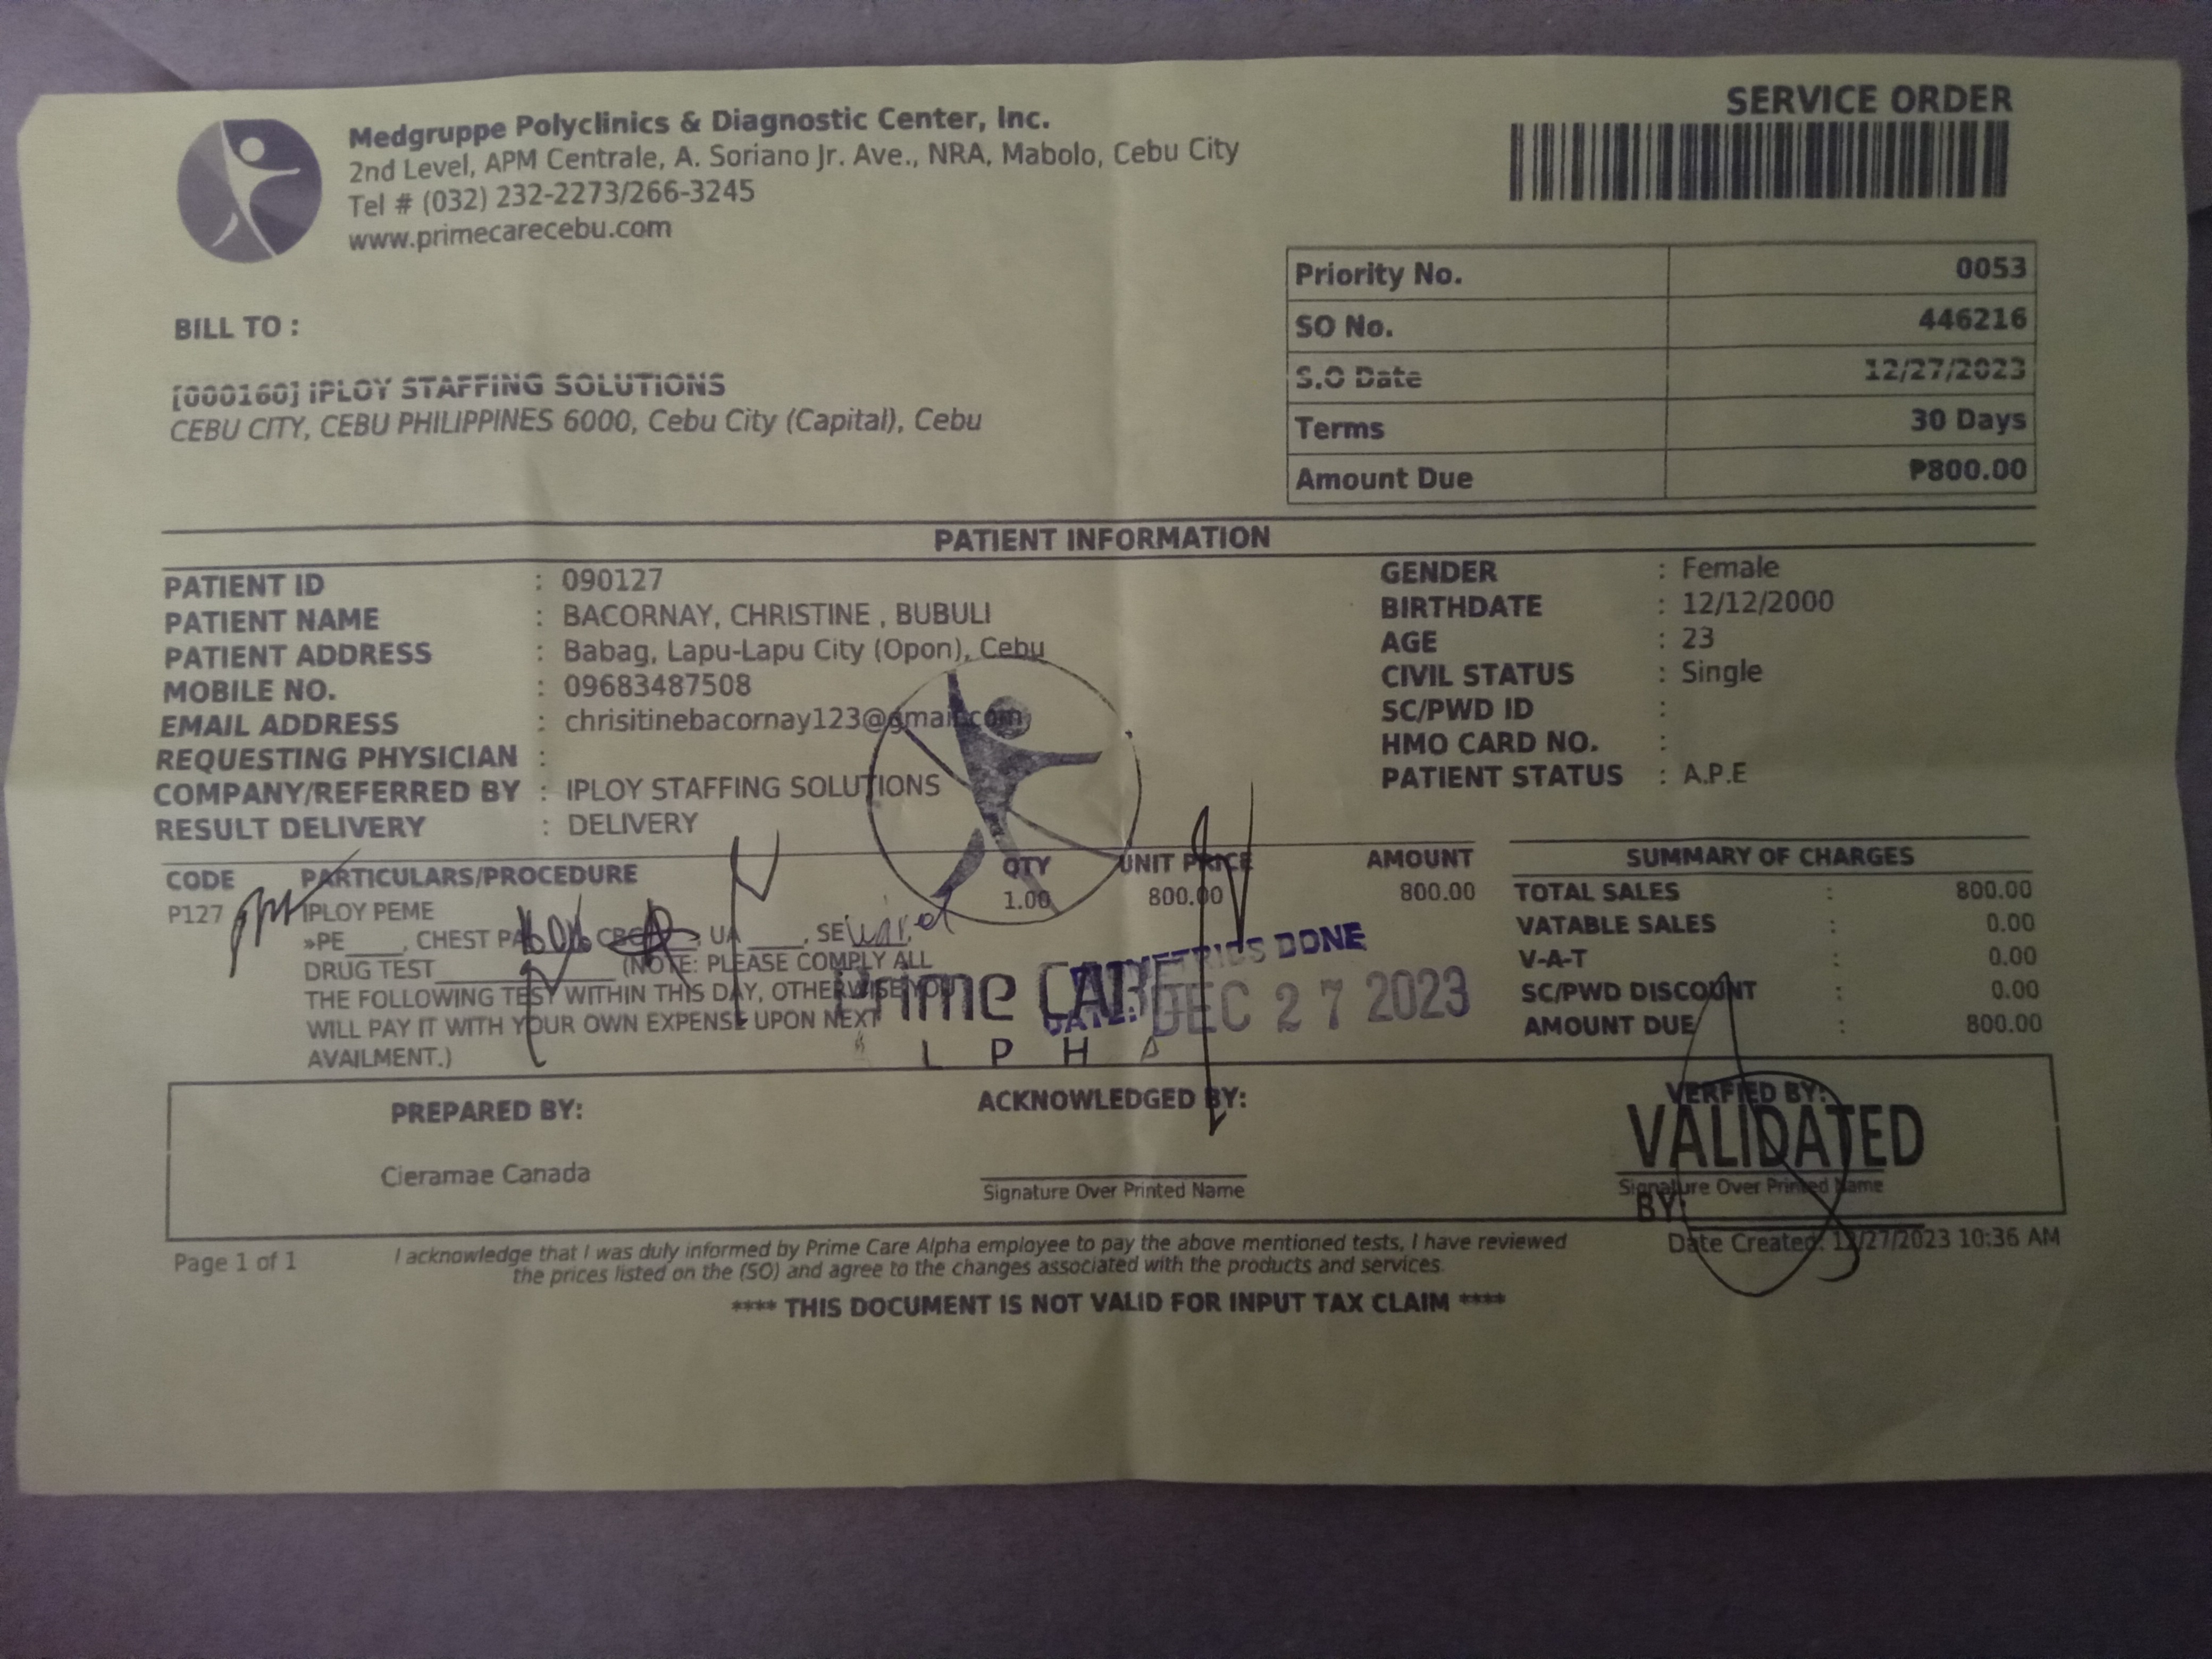 SERVICE ORDER
Medgruppe Polyclinics & Diagnostic Center, Inc.
2nd Level, APM Centrale, A. Soriano Jr. Ave., NRA, Mabolo, Cebu City
Tel # (032) 232-2273/266-3245
www.primecarecebu.com
Priority No. 0053
SO No. 446216
S.O Date 12/27/2023
Terms 30 Days
Amount Due ₱800.00
BILL TO :
[000160] iPLOY STAFFING SOLUTIONS
CEBU CITY, CEBU PHILIPPINES 6000, Cebu City (Capital), Cebu
PATIENT INFORMATION
PATIENT ID : 090127
PATIENT NAME : BACORNAY, CHRISTINE , BUBULI
PATIENT ADDRESS : Babag, Lapu-Lapu City (Opon), Cebu
MOBILE NO. : 09683487508
EMAIL ADDRESS : chrisitinebacornay123@gmail.com
REQUESTING PHYSICIAN :
COMPANY/REFERRED BY : IPLOY STAFFING SOLUTIONS
RESULT DELIVERY : DELIVERY
GENDER : Female
BIRTHDATE : 12/12/2000
AGE : 23
CIVIL STATUS : Single
SC/PWD ID :
HMO CARD NO. :
PATIENT STATUS : A.P.E
CODE PARTICULARS/PROCEDURE QTY UNIT PRICE AMOUNT
P127 IPLOY PEME 1.00 800.00 800.00
»PE____, CHEST PA CBC , UA ____, SE
DRUG TEST____________ (NOTE: PLEASE COMPLY ALL
THE FOLLOWING TEST WITHIN THIS DAY, OTHERWISE YOU
WILL PAY IT WITH YOUR OWN EXPENSE UPON NEXT
AVAILMENT.)
Prime CARE
A L P H A
DONE
DATE: DEC 27 2023
SUMMARY OF CHARGES
TOTAL SALES : 800.00
VATABLE SALES : 0.00
V-A-T : 0.00
SC/PWD DISCOUNT : 0.00
AMOUNT DUE : 800.00
PREPARED BY:
Cieramae Canada
ACKNOWLEDGED BY:
Signature Over Printed Name
VERFIED BY:
VALIDATED
Signature Over Printed Name
BY:
Page 1 of 1
I acknowledge that I was duly informed by Prime Care Alpha employee to pay the above mentioned tests, I have reviewed
the prices listed on the (SO) and agree to the changes associated with the products and services.
Date Created: 12/27/2023 10:36 AM
**** THIS DOCUMENT IS NOT VALID FOR INPUT TAX CLAIM ****